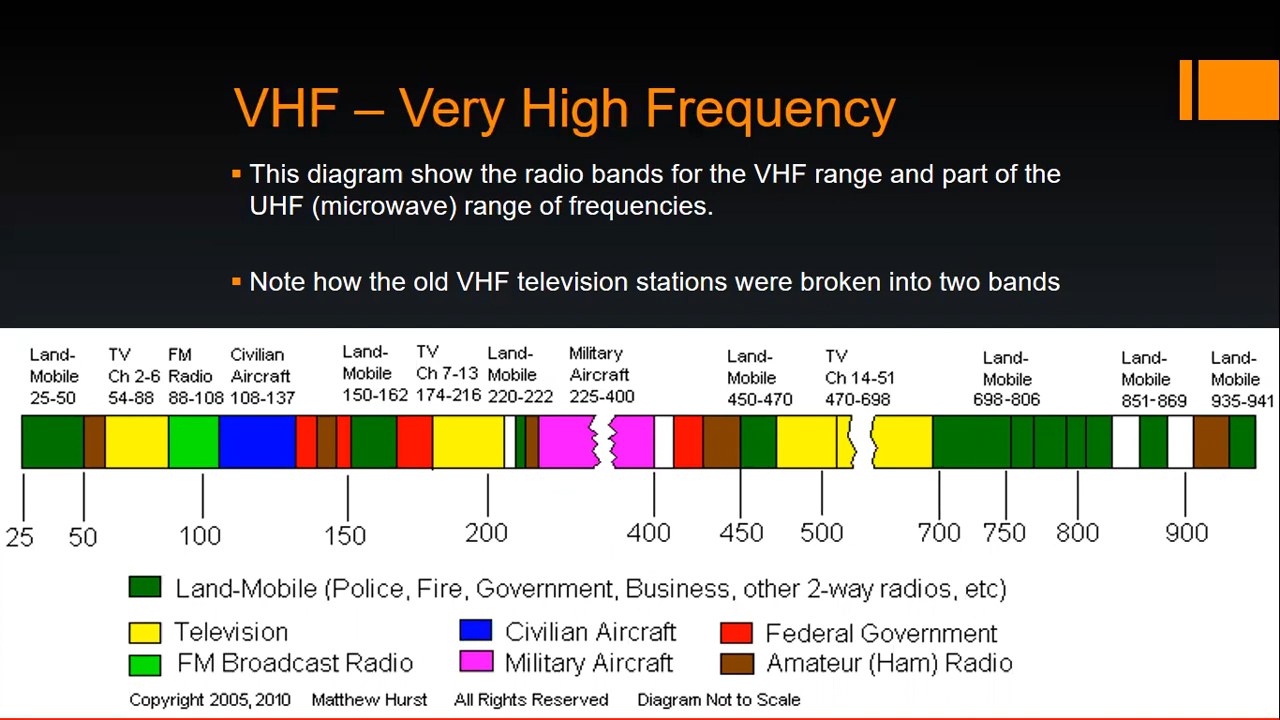 VHF – Very High Frequency
This diagram show the radio bands for the VHF range and part of the
UHF (microwave) range of frequencies.
Note how the old VHF television stations were broken into two bands
Land-
Mobile
25-50
TV
Ch 2-6
54-88
FM
Radio
88-108
Civilian
Aircraft
108-137
Land-
Mobile
150-162
TV
Ch 7-13
174-216
Land-
Mobile
220-222
Military
Aircraft
225-400
Land-
Mobile
450-470
TV
Ch 14-51
470-698
Land-
Mobile
698-806
Land-
Mobile
851-869
Land-
Mobile
935-941
25 50 100 150 200 400 450 500 700 750 800 900
Land-Mobile (Police, Fire, Government, Business, other 2-way radios, etc)
Television
Civilian Aircraft
Federal Government
FM Broadcast Radio
Military Aircraft
Amateur (Ham) Radio
Copyright 2005, 2010 Matthew Hurst All Rights Reserved Diagram Not to Scale